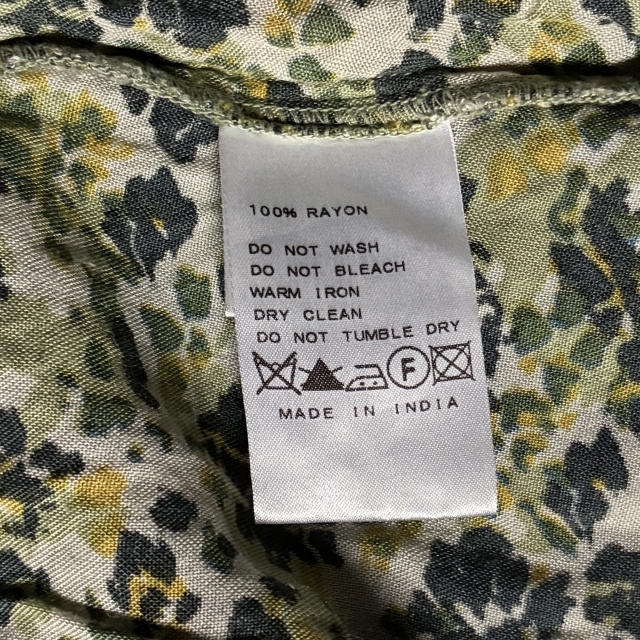 100% RAYON
DO NOT WASH
DO NOT BLEACH
WARM IRON
DRY CLEAN
DO NOT TUMBLE DRY
F
MADE IN INDIA